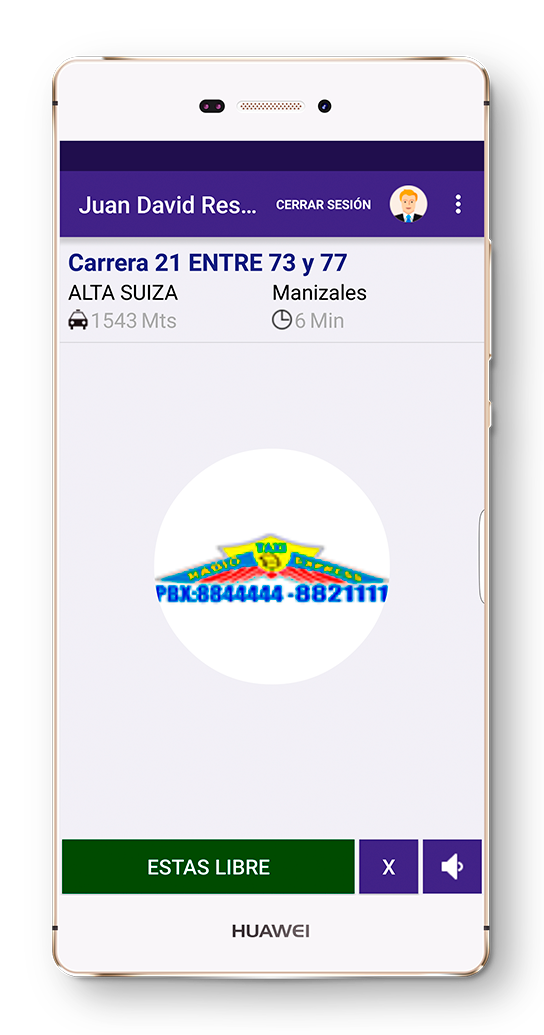 Juan David Res... CERRAR SESIÓN
Carrera 21 ENTRE 73 y 77
ALTA SUIZA Manizales
1543 Mts 6 Min
TAXI
RADIO Express
PBX:8844444 -8821111
ESTAS LIBRE X
HUAWEI